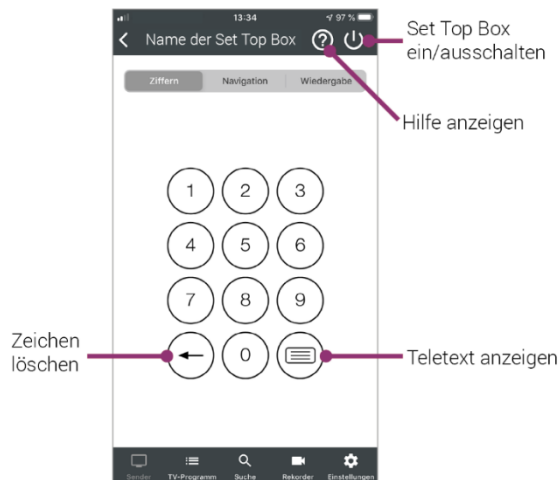 13:34
97 %
Name der Set Top Box
?
Set Top Box
ein/ausschalten
Ziffern Navigation Wiedergabe
Hilfe anzeigen
1 2 3
4 5 6
7 8 9
Zeichen
löschen
0
Teletext anzeigen
Sender TV-Programm Suche Rekorder Einstellungen